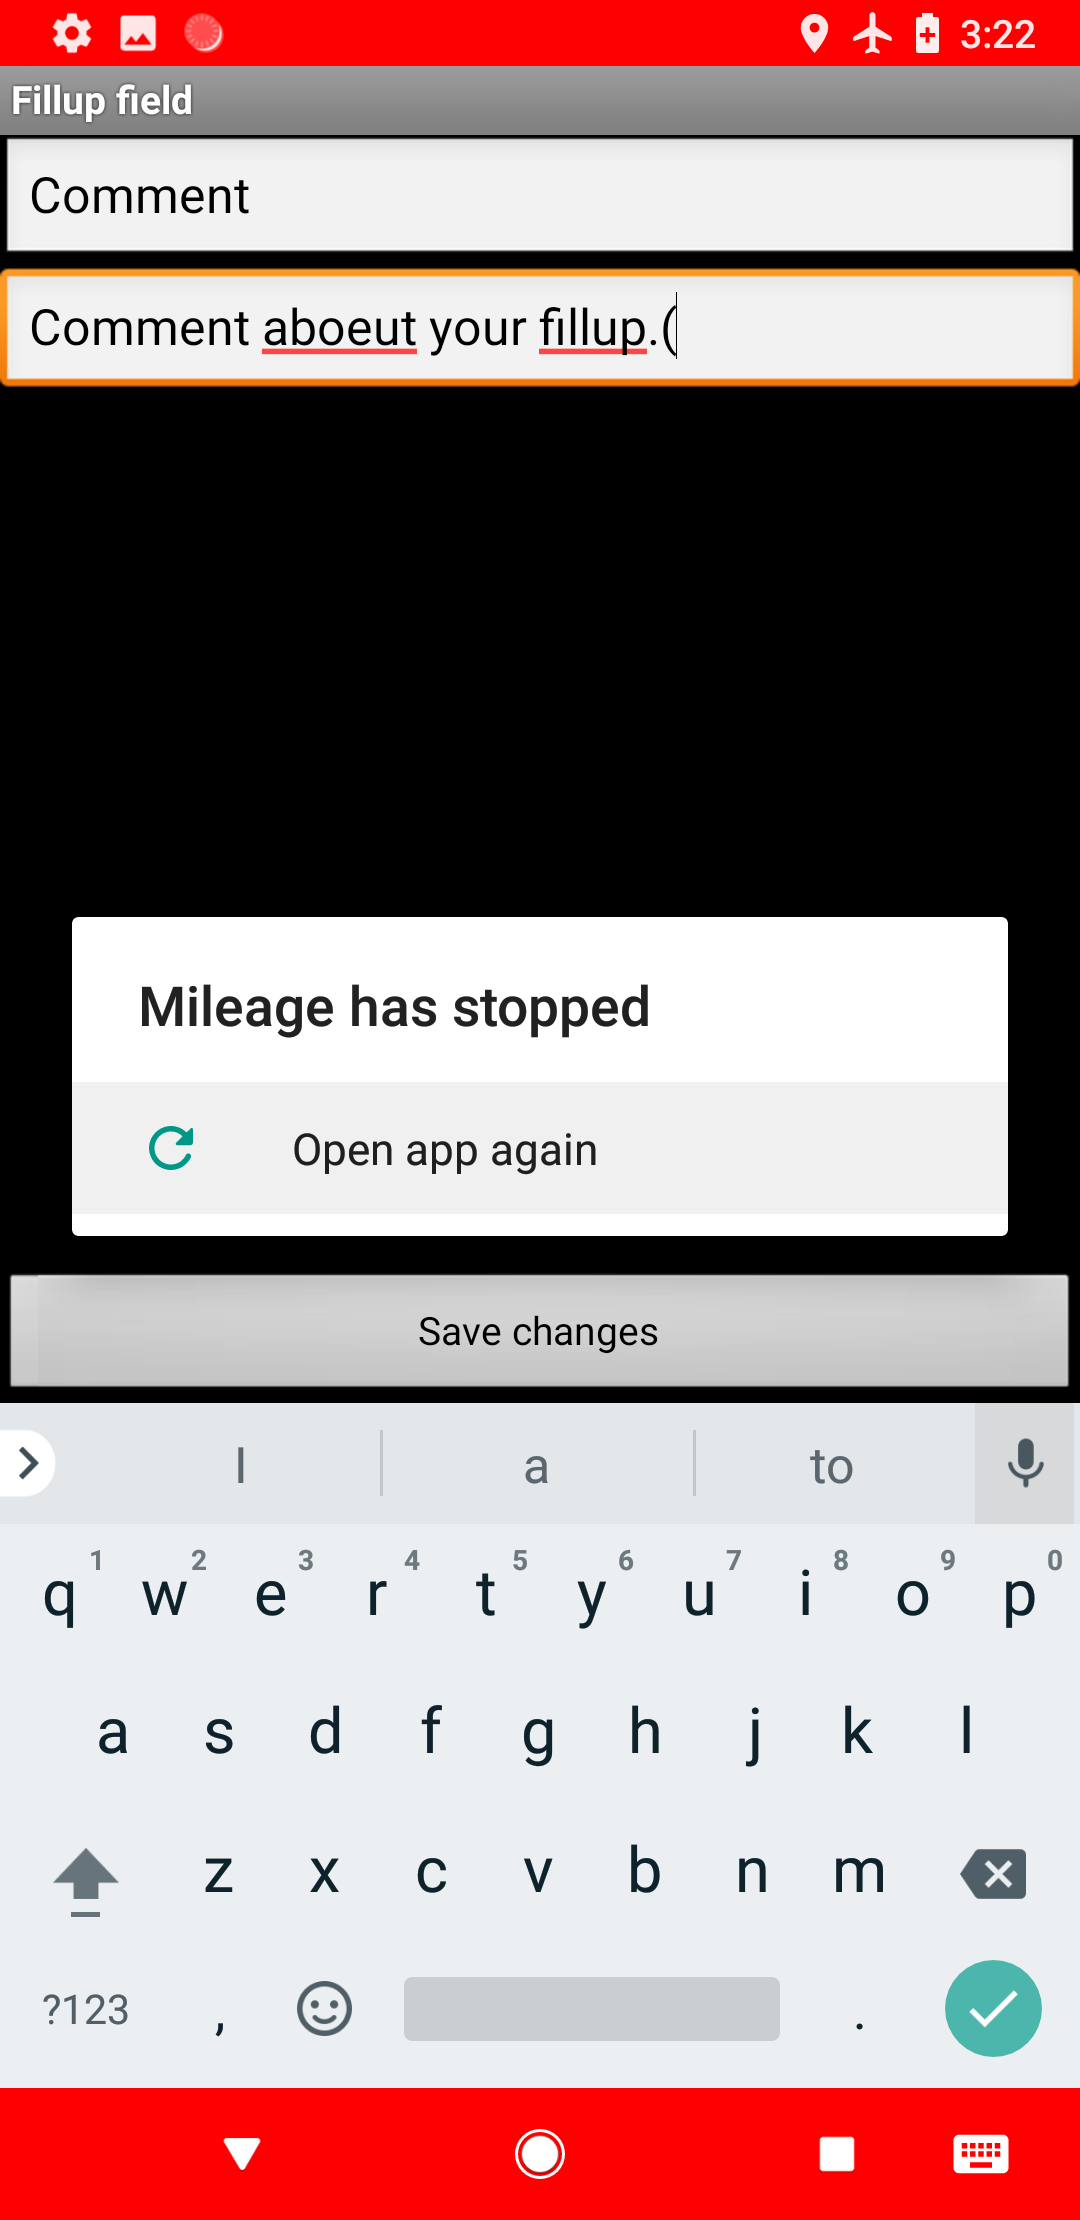 3:22
Fillup field
Comment
Comment aboeut your fillup.(
Mileage has stopped
Open app again
Save changes
I a to
1 2 3 4 5 6 7 8 9 0
q w e r t y u i o p
a s d f g h j k l
z x c v b n m
?123 , .